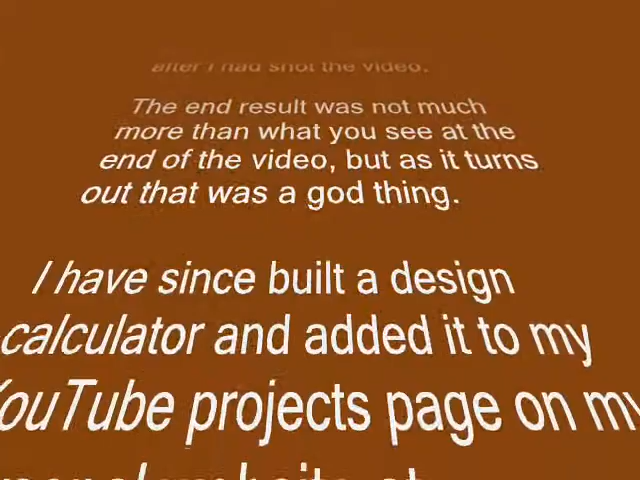 after I had shot the video.
The end result was not much
more than what you see at the
end of the video, but as it turns
out that was a god thing.
I have since built a design
calculator and added it to my
YouTube projects page on my